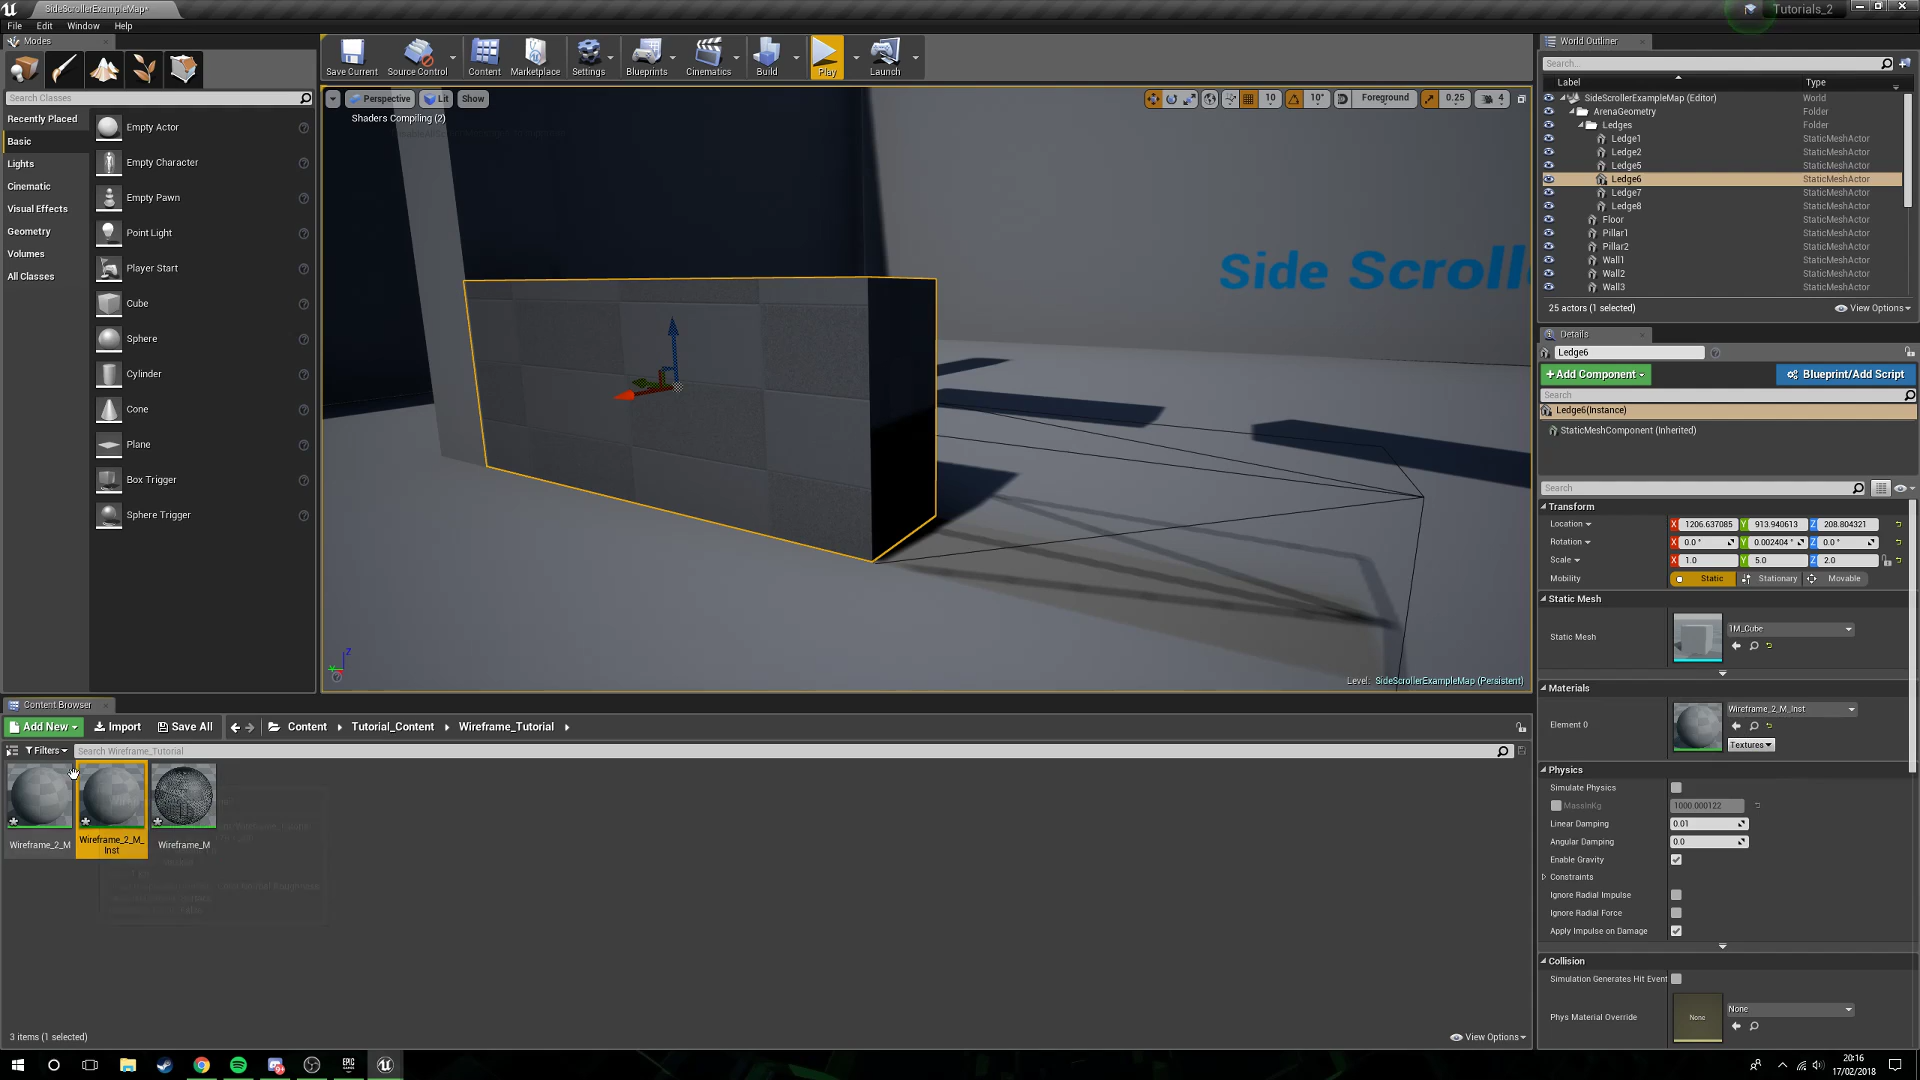 SideScrollerExampleMap*
Tutorials_2
File
Edit
Window
Help
Modes
Search Classes
Recently Placed
Basic
Lights
Cinematic
Visual Effects
Geometry
Volumes
All Classes
Empty Actor
Empty Character
Empty Pawn
Point Light
Player Start
Cube
Sphere
Cylinder
Cone
Plane
Box Trigger
Sphere Trigger
Save Current
Source Control
Content
Marketplace
Settings
Blueprints
Cinematics
Build
Play
Launch
Perspective
Lit
Show
10
10°
Foreground
0.25
4
Shaders Compiling (2)
Side Scrolle
Z
Level: SideScrollerExampleMap (Persistent)
World Outliner
Search...
Label
Type
SideScrollerExampleMap (Editor) World
ArenaGeometry Folder
Ledges Folder
Ledge1 StaticMeshActor
Ledge2 StaticMeshActor
Ledge5 StaticMeshActor
Ledge6 StaticMeshActor
Ledge7 StaticMeshActor
Ledge8 StaticMeshActor
Floor StaticMeshActor
Pillar1 StaticMeshActor
Pillar2 StaticMeshActor
Wall1 StaticMeshActor
Wall2 StaticMeshActor
Wall3 StaticMeshActor
25 actors (1 selected)
View Options
Details
Ledge6
+Add Component
Blueprint/Add Script
Search
Ledge6(Instance)
StaticMeshComponent (Inherited)
Search
Transform
Location X 1206.637085 Y 913.940613 Z 208.804321
Rotation X 0.0 ° Y 0.002404 ° Z 0.0 °
Scale X 1.0 Y 5.0 Z 2.0
Mobility Static Stationary Movable
Static Mesh
Static Mesh
1M_Cube
Materials
Element 0
Wireframe_2_M_Inst
Textures
Physics
Simulate Physics
MassInKg 1000.000122
Linear Damping 0.01
Angular Damping 0.0
Enable Gravity
Constraints
Ignore Radial Impulse
Ignore Radial Force
Apply Impulse on Damage
Collision
Simulation Generates Hit Event
Phys Material Override
None
None
Content Browser
Add New
Import
Save All
Content
Tutorial_Content
Wireframe_Tutorial
Filters
Search Wireframe_Tutorial
Wireframe_2_M
Wireframe_2_M_
Inst
Wireframe_M
3 items (1 selected)
View Options
EPIC
GAMES
20:16
17/02/2018